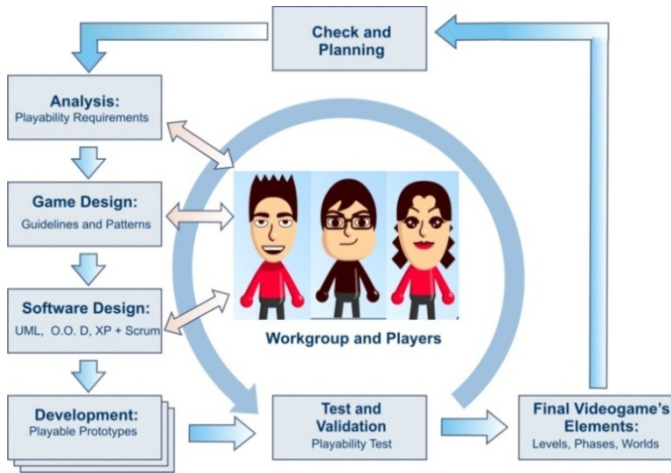 Check and
Planning
Analysis:
Playability Requirements
Game Design:
Guidelines and Patterns
Software Design:
UML, O.O. D, XP + Scrum
Workgroup and Players
Development:
Playable Prototypes
Test and
Validation
Playability Test
Final Videogame's
Elements:
Levels, Phases, Worlds